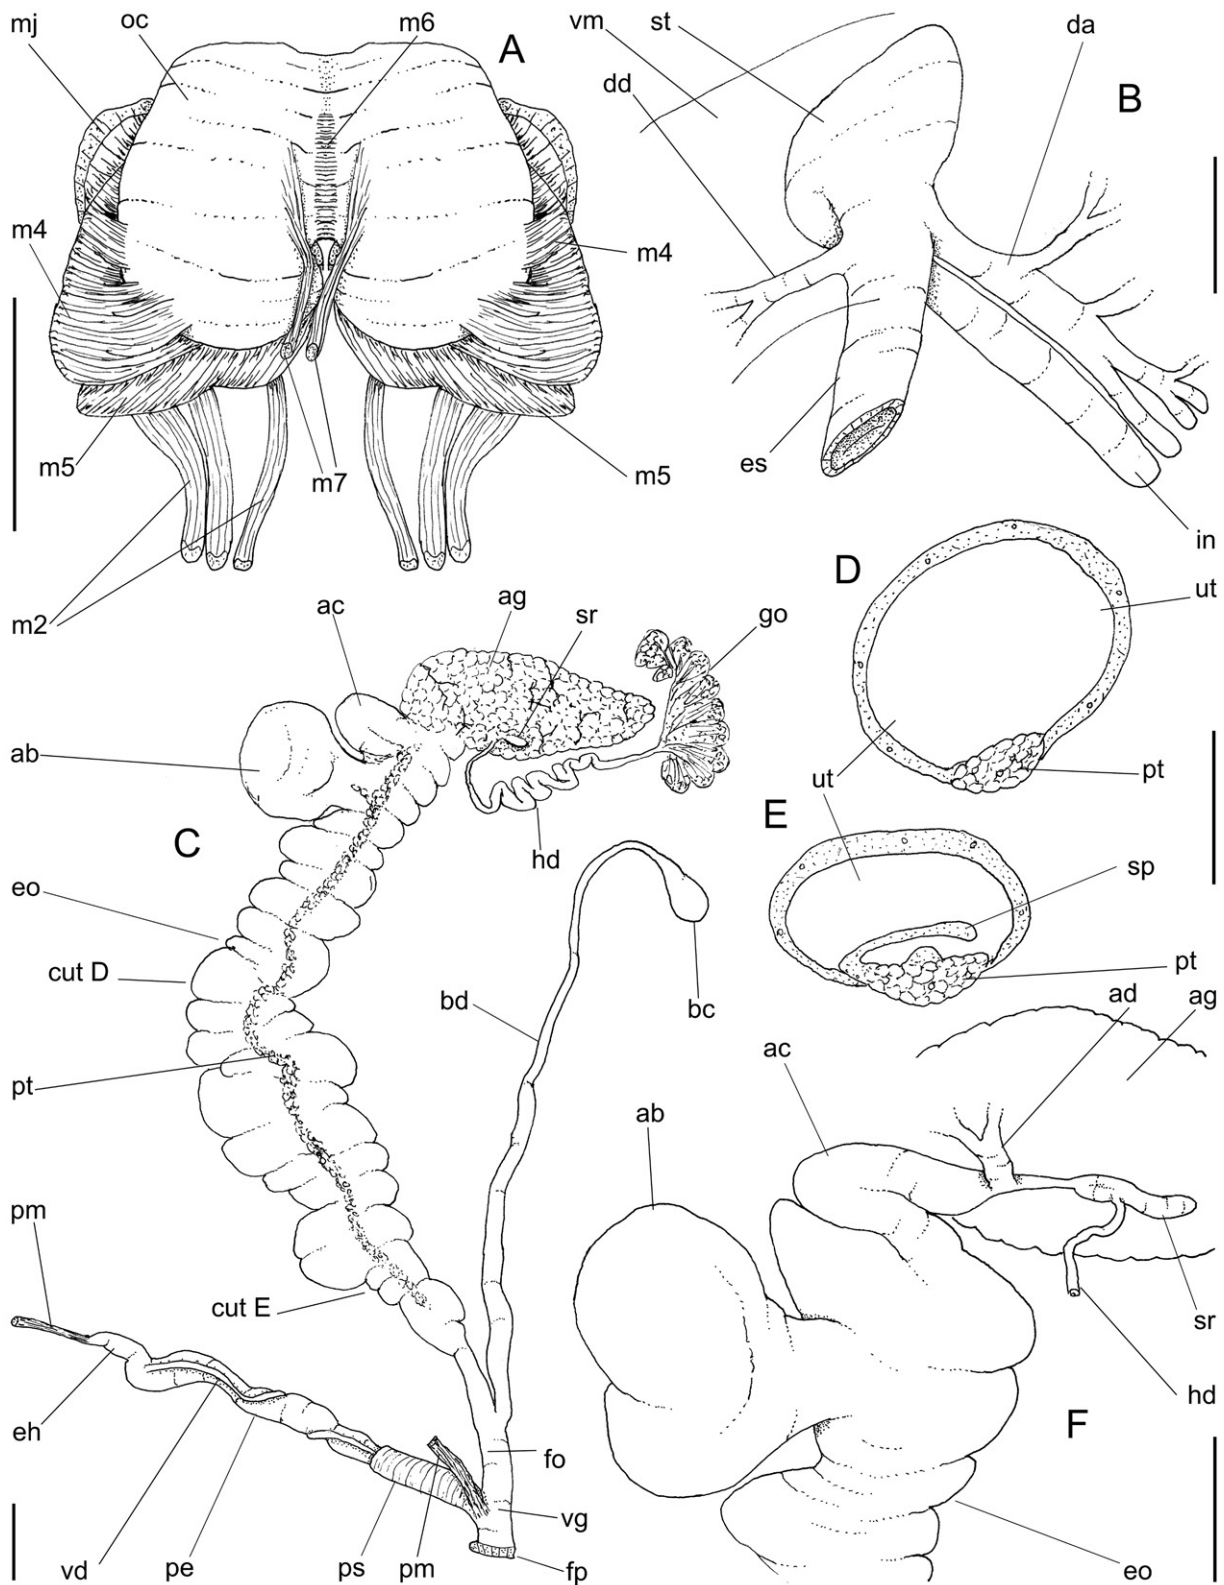 mj
oc
m6
A
m4
m4
m5
m7
m5
m2
vm
st
da
dd
B
es
in
D
ut
pt
ut
E
sp
pt
ac
ag
sr
go
ab
C
hd
eo
cut D
bd
bc
pt
pm
cut E
eh
fo
vg
vd
pe
ps
pm
fp
ad
ag
ac
ab
sr
hd
F
eo